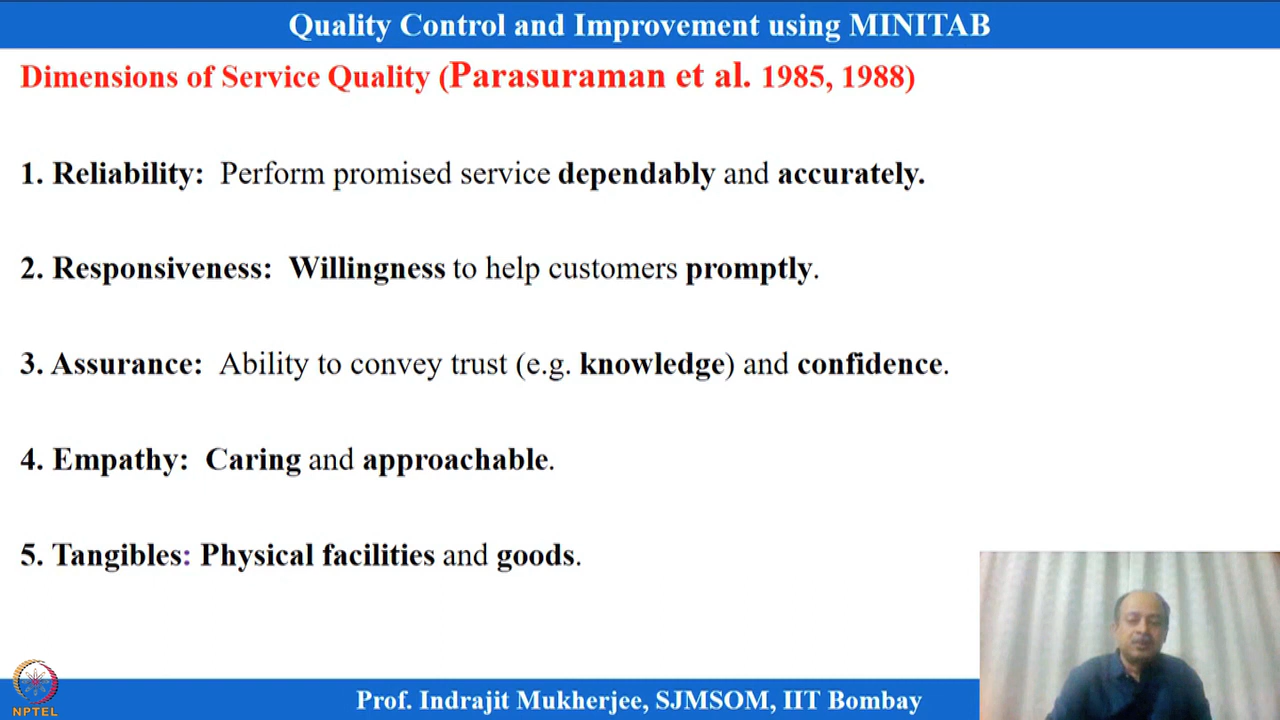 Quality Control and Improvement using MINITAB
Dimensions of Service Quality (Parasuraman et al. 1985, 1988)
1. Reliability: Perform promised service dependably and accurately.
2. Responsiveness: Willingness to help customers promptly.
3. Assurance: Ability to convey trust (e.g. knowledge) and confidence.
4. Empathy: Caring and approachable.
5. Tangibles: Physical facilities and goods.
NPTEL
Prof. Indrajit Mukherjee, SJMSOM, IIT Bombay